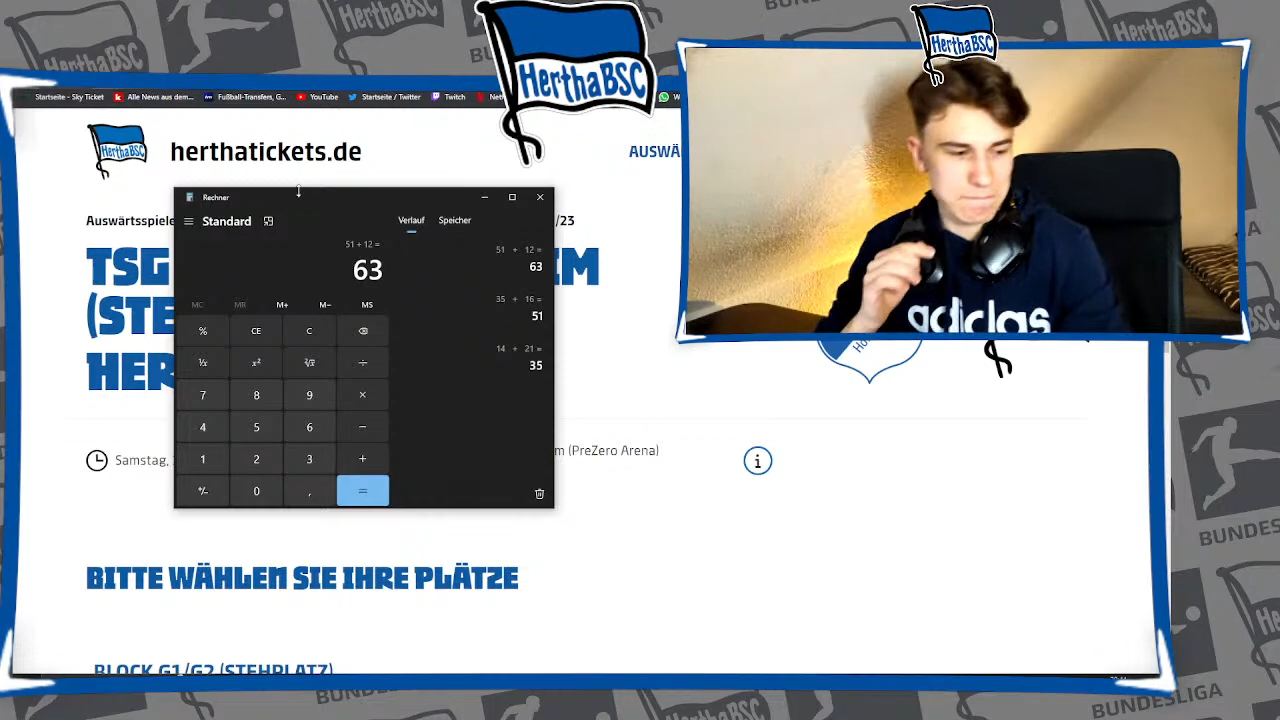 HerthaBSC
HerthaBSC
Startseite - Sky Ticket
Alle News aus dem...
Fußball-Transfers, G...
YouTube
Startseite / Twitter
Twitch
HerthaBSC
herthatickets.de
AUSWÄ
Auswärtsspiele
/23
TSG
IM
(STE
HER
Rechner
Standard
Verlauf
Speicher
51 + 12 =
63
51 + 12 =
63
35 + 16 =
51
14 + 21 =
35
MC
MR
M+
M−
MS
%
CE
C
⌫
¹/x
x²
²√x
÷
7
8
9
×
4
5
6
−
1
2
3
+
+/−
0
,
=
adidas
Samstag,
m (PreZero Arena)
i
BITTE WÄHLEN SIE IHRE PLÄTZE
BLOCK G1/G2 (STEHPLATZ)
BUNDESLIGA